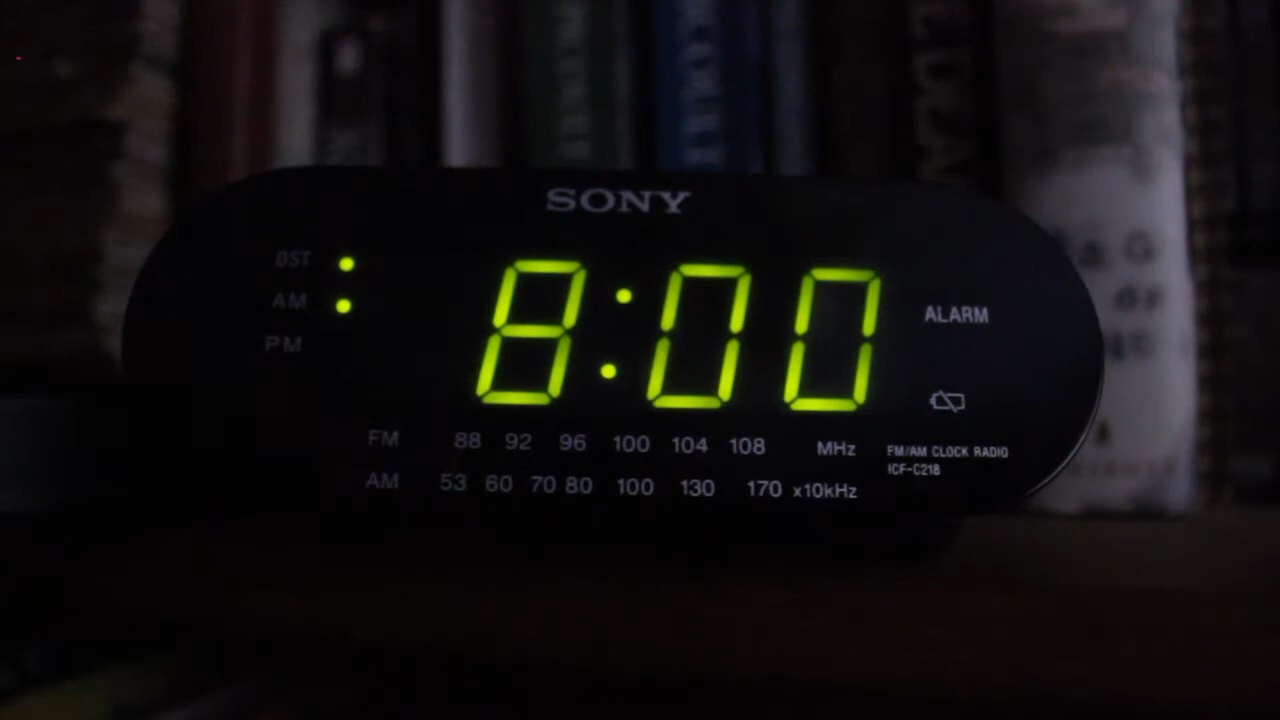 SONY
DST
AM
PM
8:00
ALARM
FM 88 92 96 100 104 108 MHz
AM 53 60 70 80 100 130 170 x10kHz
FM/AM CLOCK RADIO
ICF-C218